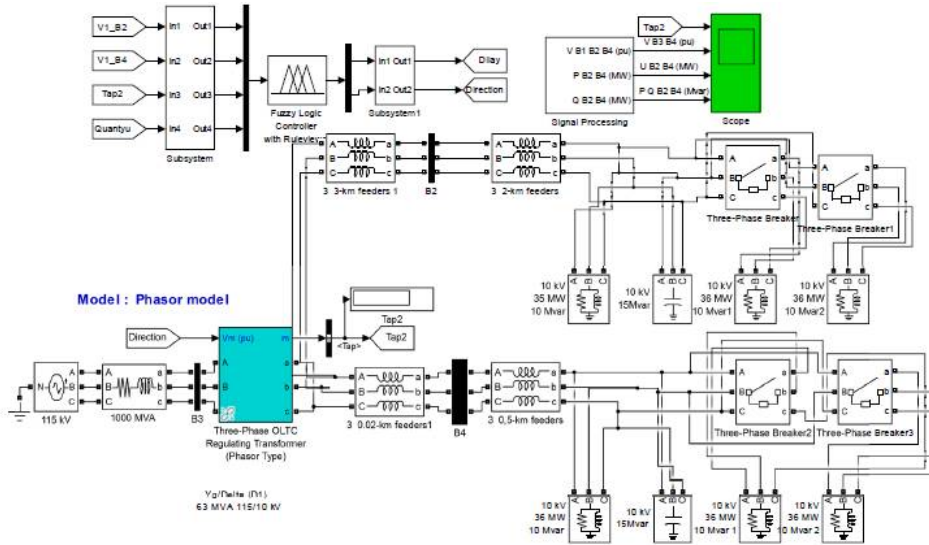 V1_B2
V1_B4
Tap2
Quantyu
In1 Out1
In2 Out2
In3 Out3
In4 Out4
Subsystem
Fuzzy Logic
Controller
with Ruleview
In1 Out1
In2 Out2
Subsystem1
Dilay
Direction
V B1 B2 B4 (pu)
P B2 B4 (MW)
Q B2 B4 (MW)
Signal Processing
Tap2
V B3 B4 (pu)
U B2 B4 (MW)
P Q B2 B4 (Mvar)
Scope
A a
B b
C c
3 3-km feeders 1
B2
A a
B b
C c
3 2-km feeders
A a
B b
C c
Three-Phase Breaker
A a
B b
C c
Three-Phase Breaker1
A B C
10 kV
35 MW
10 Mvar
A B C
10 kV
15Mvar
A B C
10 kV
36 MW
10 Mvar1
A B C
10 kV
36 MW
10 Mvar2
Model : Phasor model
Direction
Vm (pu) m
A a
B b
C c
Three-Phase OLTC
Regulating Transformer
(Phasor Type)
Yg/Delta (D1)
63 MVA 115/10 kV
<Tap>
Tap2
Tap2
N A
B
C
115 kV
A A
B B
C C
1000 MVA
B3
A a
B b
C c
3 0.02-km feeders1
B4
A a
B b
C c
3 0,5-km feeders
A a
B b
C c
Three-Phase Breaker2
A a
B b
C c
Three-Phase Breaker3
A B C
10 kV
36 MW
10 Mvar
A B C
10 kV
15Mvar
A B C
10 kV
36 MW
10 Mvar 1
A B C
10 kV
36 MW
10 Mvar 2